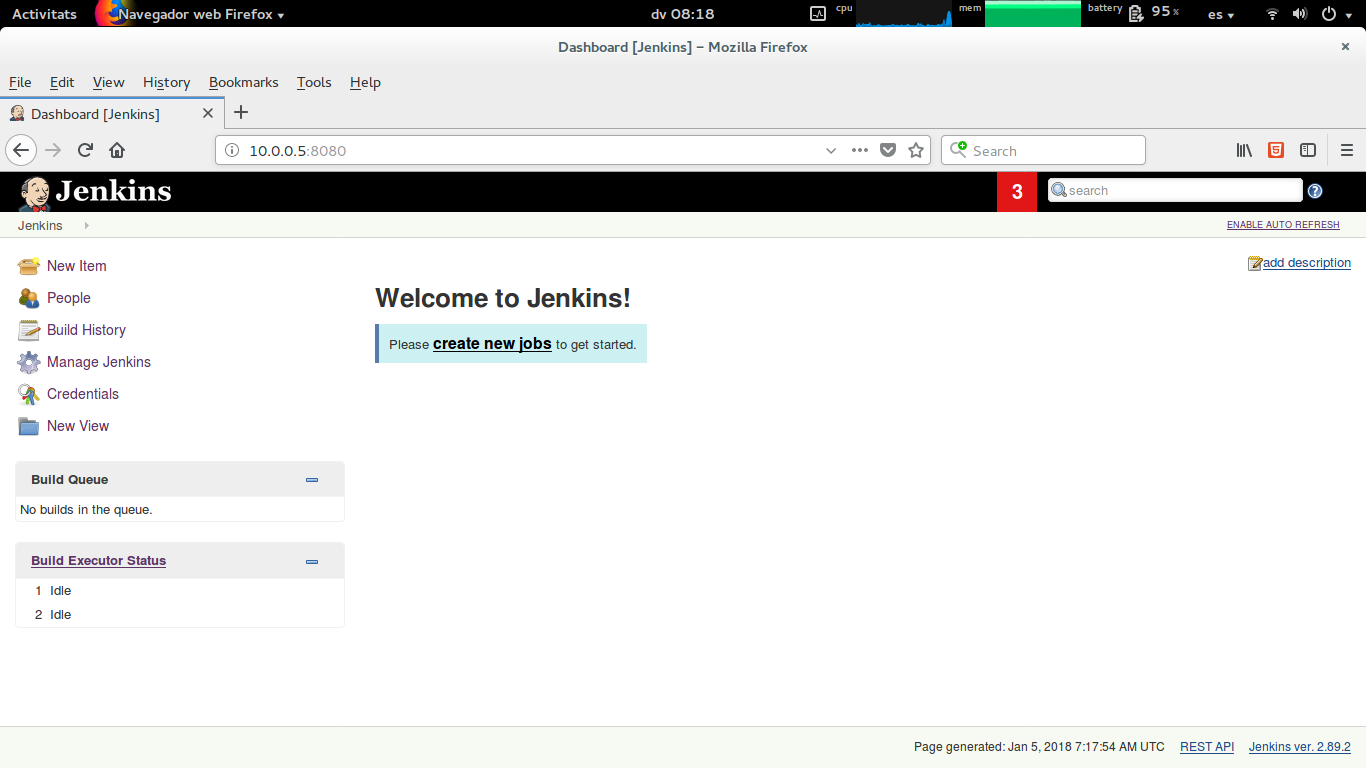 Activitats Navegador web Firefox dv 08:18 cpu mem battery 95% es
Dashboard [Jenkins] – Mozilla Firefox
File Edit View History Bookmarks Tools Help
Dashboard [Jenkins]
10.0.0.5:8080 Search
Jenkins 3 search
Jenkins ENABLE AUTO REFRESH
add description
New Item
People
Build History
Manage Jenkins
Credentials
New View
Welcome to Jenkins!
Please create new jobs to get started.
Build Queue
No builds in the queue.
Build Executor Status
1 Idle
2 Idle
Page generated: Jan 5, 2018 7:17:54 AM UTC REST API Jenkins ver. 2.89.2